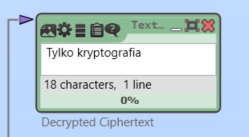 Text...
Tylko kryptografia
18 characters, 1 line
0%
Decrypted Ciphertext